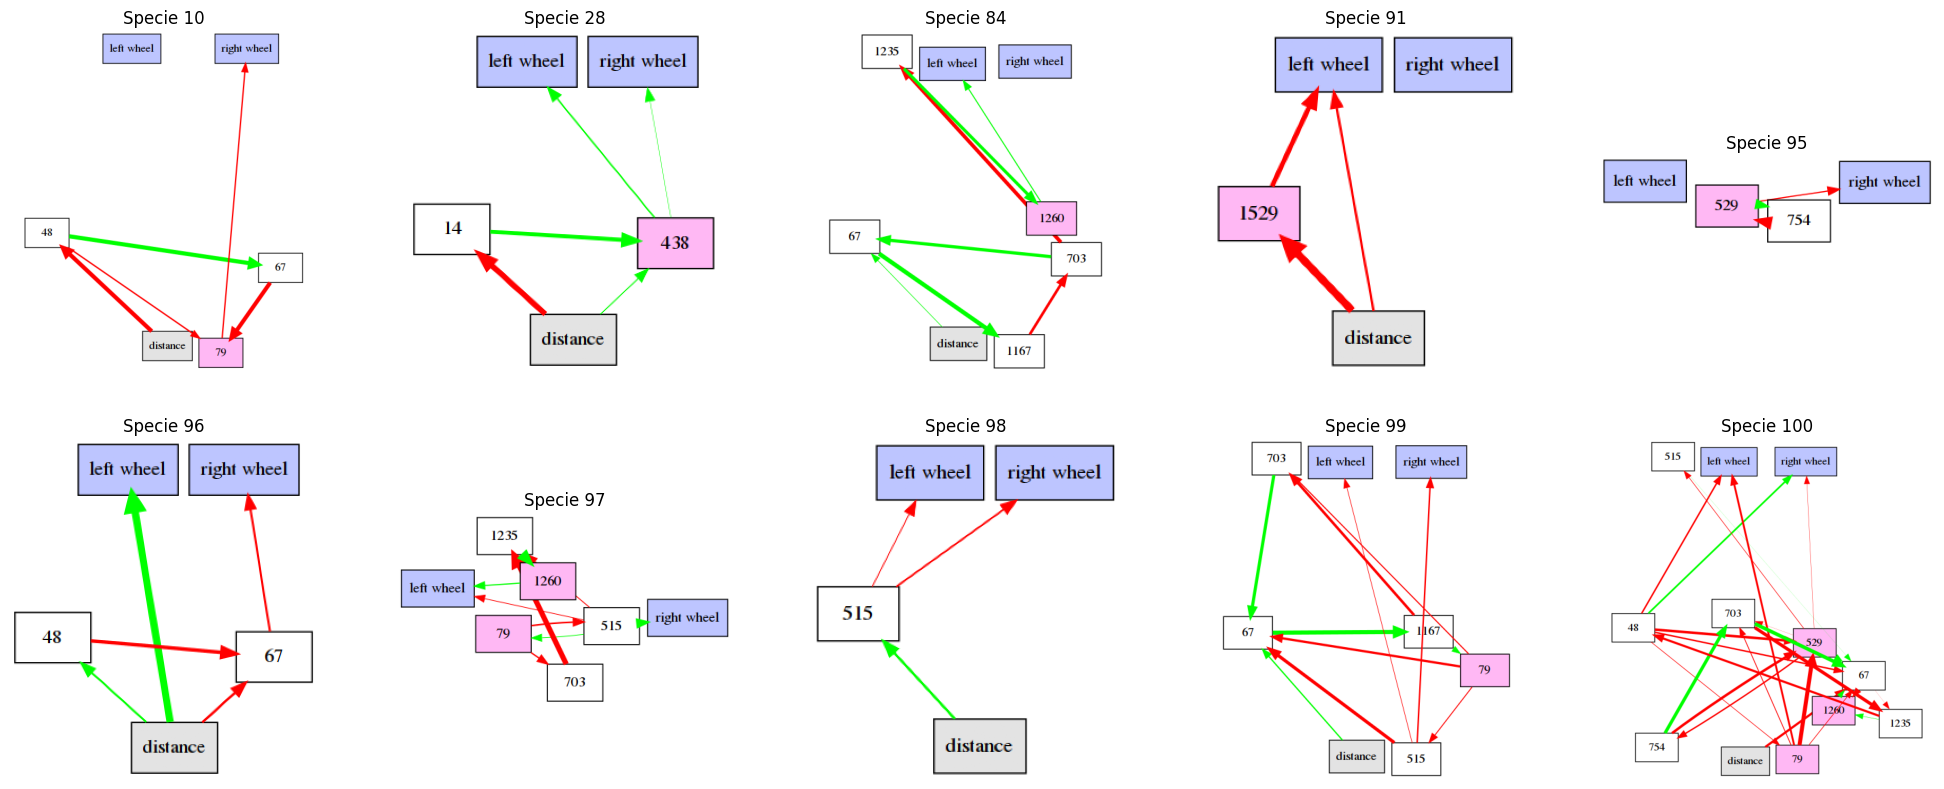 Specie 10
left wheel
right wheel
48
67
distance
79
Specie 28
left wheel
right wheel
14
438
distance
Specie 84
1235
left wheel
right wheel
1260
67
703
distance
1167
Specie 91
left wheel
right wheel
1529
distance
Specie 95
left wheel
right wheel
529
754
Specie 96
left wheel
right wheel
48
67
distance
Specie 97
1235
1260
left wheel
79
515
right wheel
703
Specie 98
left wheel
right wheel
515
distance
Specie 99
703
left wheel
right wheel
67
1167
79
distance
515
Specie 100
515
left wheel
right wheel
48
703
529
67
1260
1235
754
distance
79